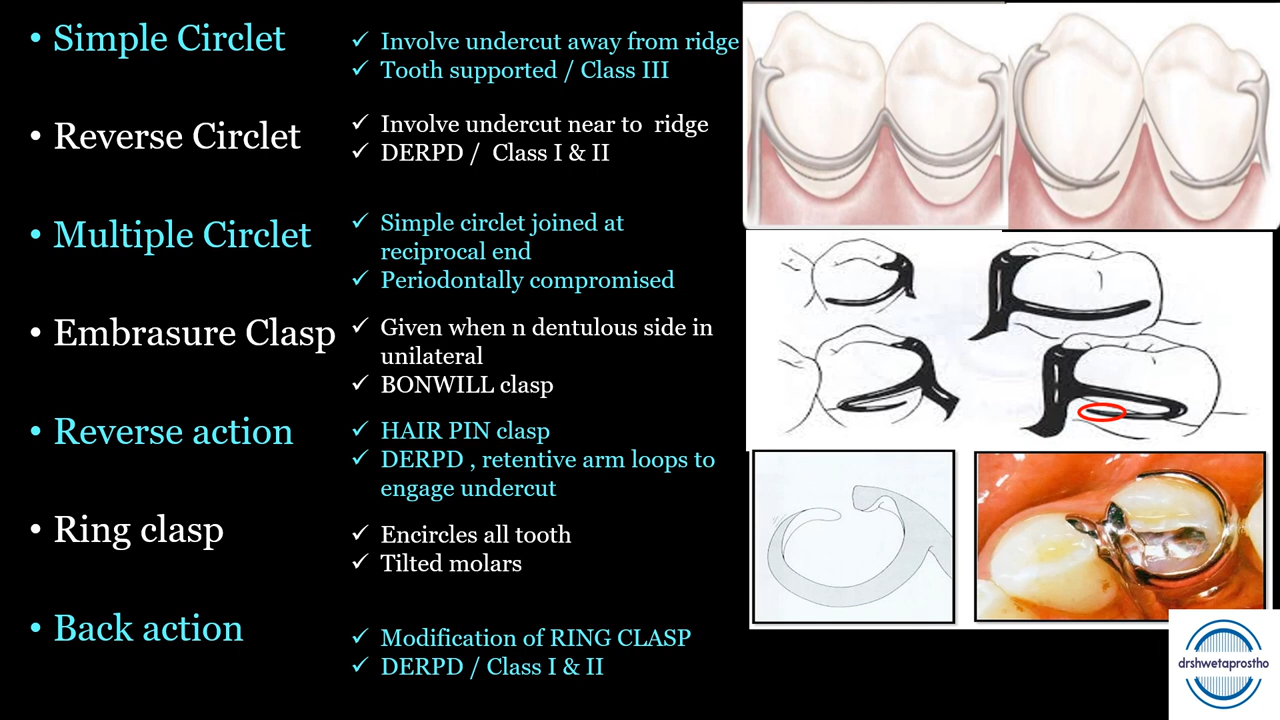 • Simple Circlet
✓ Involve undercut away from ridge
✓ Tooth supported / Class III
• Reverse Circlet
✓ Involve undercut near to ridge
✓ DERPD / Class I & II
• Multiple Circlet
✓ Simple circlet joined at
reciprocal end
✓ Periodontally compromised
• Embrasure Clasp
✓ Given when n dentulous side in
unilateral
✓ BONWILL clasp
• Reverse action
✓ HAIR PIN clasp
✓ DERPD , retentive arm loops to
engage undercut
• Ring clasp
✓ Encircles all tooth
✓ Tilted molars
• Back action
✓ Modification of RING CLASP
✓ DERPD / Class I & II
drshwetaprostho